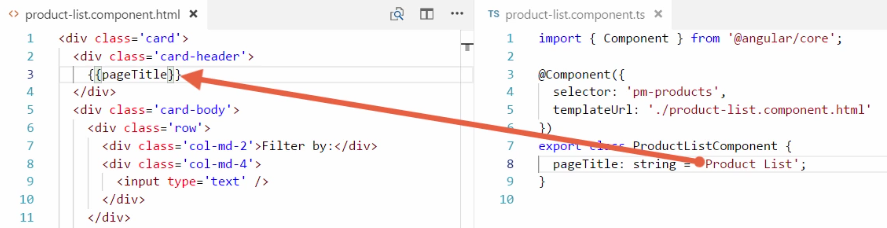 product-list.component.html
1 <div class='card'>
2 <div class='card-header'>
3 {{pageTitle}}
4 </div>
5 <div class='card-body'>
6 <div class='row'>
7 <div class='col-md-2'>Filter by:</div>
8 <div class='col-md-4'>
9 <input type='text' />
10 </div>
11 </div>
TS product-list.component.ts
1 import { Component } from '@angular/core';
2
3 @Component({
4 selector: 'pm-products',
5 templateUrl: './product-list.component.html'
6 })
7 export class ProductListComponent {
8 pageTitle: string = 'Product List';
9 }
10